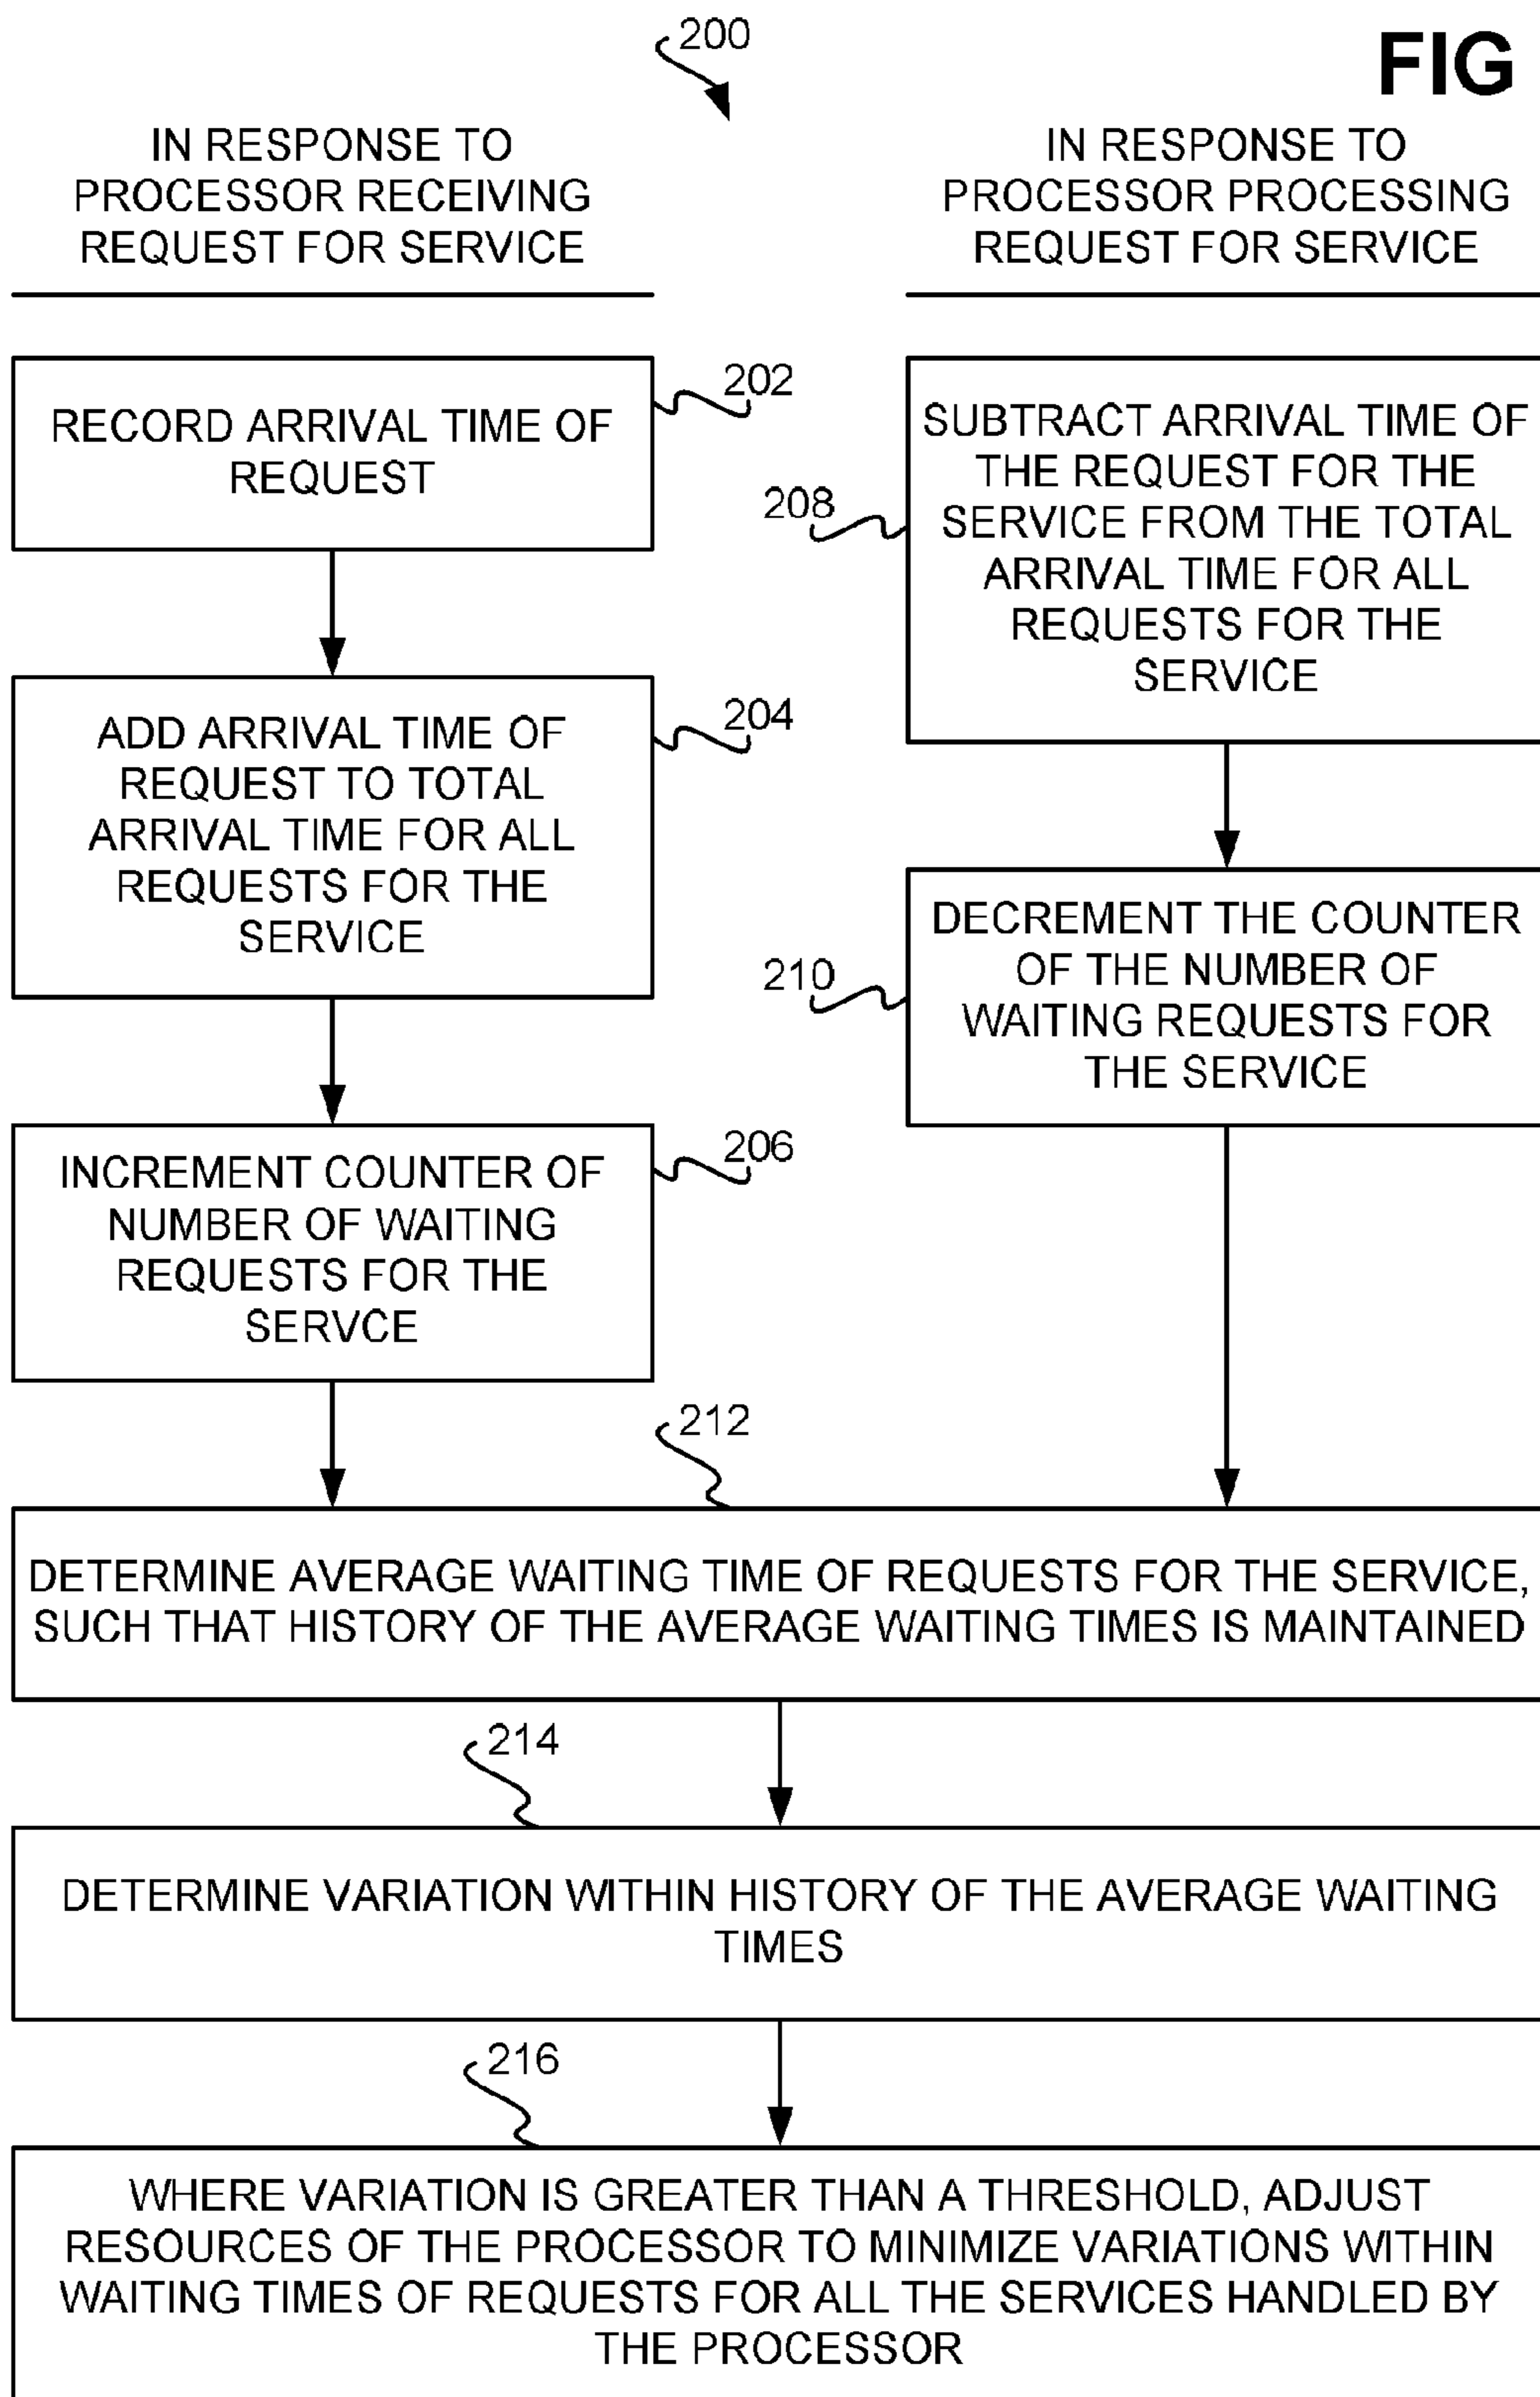 200
FIG
IN RESPONSE TO
PROCESSOR RECEIVING
REQUEST FOR SERVICE
IN RESPONSE TO
PROCESSOR PROCESSING
REQUEST FOR SERVICE
202
RECORD ARRIVAL TIME OF
REQUEST
204
ADD ARRIVAL TIME OF
REQUEST TO TOTAL
ARRIVAL TIME FOR ALL
REQUESTS FOR THE
SERVICE
206
INCREMENT COUNTER OF
NUMBER OF WAITING
REQUESTS FOR THE
SERVCE
208
SUBTRACT ARRIVAL TIME OF
THE REQUEST FOR THE
SERVICE FROM THE TOTAL
ARRIVAL TIME FOR ALL
REQUESTS FOR THE
SERVICE
210
DECREMENT THE COUNTER
OF THE NUMBER OF
WAITING REQUESTS FOR
THE SERVICE
212
DETERMINE AVERAGE WAITING TIME OF REQUESTS FOR THE SERVICE,
SUCH THAT HISTORY OF THE AVERAGE WAITING TIMES IS MAINTAINED
214
DETERMINE VARIATION WITHIN HISTORY OF THE AVERAGE WAITING
TIMES
216
WHERE VARIATION IS GREATER THAN A THRESHOLD, ADJUST
RESOURCES OF THE PROCESSOR TO MINIMIZE VARIATIONS WITHIN
WAITING TIMES OF REQUESTS FOR ALL THE SERVICES HANDLED BY
THE PROCESSOR